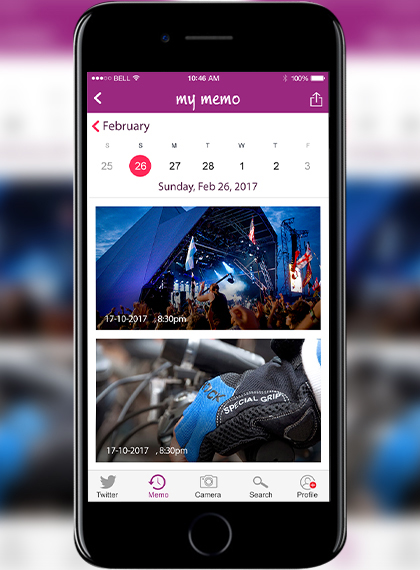 BELL 10:46 AM 100%
my memo
February
S S M T W T F
25 26 27 28 1 2 3
Sunday, Feb 26, 2017
17-10-2017 , 8:30pm
OCK
SPECIAL GRIP
17-10-2017 , 8:30pm
Twitter Memo Camera Search Profile